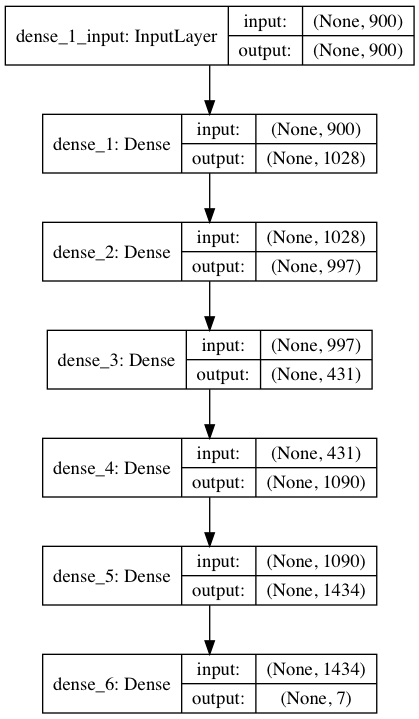 dense_1_input: InputLayer
input: (None, 900)
output: (None, 900)
dense_1: Dense
input: (None, 900)
output: (None, 1028)
dense_2: Dense
input: (None, 1028)
output: (None, 997)
dense_3: Dense
input: (None, 997)
output: (None, 431)
dense_4: Dense
input: (None, 431)
output: (None, 1090)
dense_5: Dense
input: (None, 1090)
output: (None, 1434)
dense_6: Dense
input: (None, 1434)
output: (None, 7)